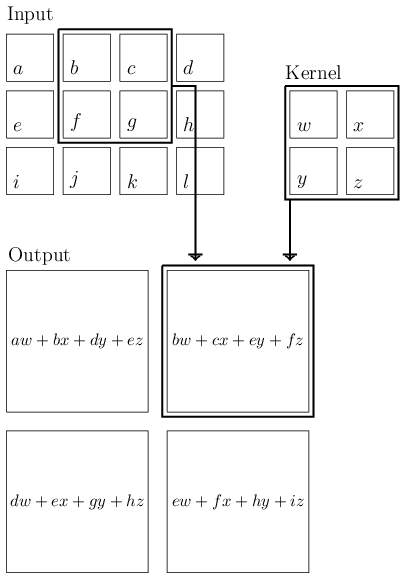 Input
a b c d
Kernel
e f g h
w x
i j k l
y z
Output
aw + bx + dy + ez
bw + cx + ey + fz
dw + ex + gy + hz
ew + fx + hy + iz